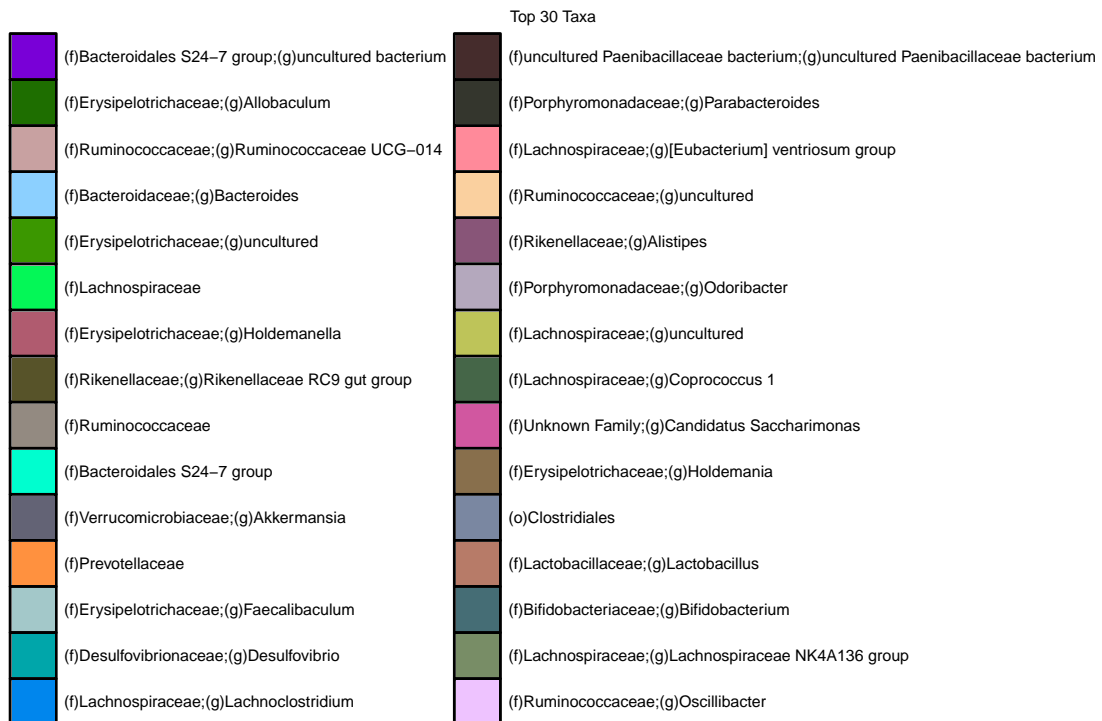 Top 30 Taxa
(f)Bacteroidales S24−7 group;(g)uncultured bacterium
(f)Erysipelotrichaceae;(g)Allobaculum
(f)Ruminococcaceae;(g)Ruminococcaceae UCG−014
(f)Bacteroidaceae;(g)Bacteroides
(f)Erysipelotrichaceae;(g)uncultured
(f)Lachnospiraceae
(f)Erysipelotrichaceae;(g)Holdemanella
(f)Rikenellaceae;(g)Rikenellaceae RC9 gut group
(f)Ruminococcaceae
(f)Bacteroidales S24−7 group
(f)Verrucomicrobiaceae;(g)Akkermansia
(f)Prevotellaceae
(f)Erysipelotrichaceae;(g)Faecalibaculum
(f)Desulfovibrionaceae;(g)Desulfovibrio
(f)Lachnospiraceae;(g)Lachnoclostridium
(f)uncultured Paenibacillaceae bacterium;(g)uncultured Paenibacillaceae bacterium
(f)Porphyromonadaceae;(g)Parabacteroides
(f)Lachnospiraceae;(g)[Eubacterium] ventriosum group
(f)Ruminococcaceae;(g)uncultured
(f)Rikenellaceae;(g)Alistipes
(f)Porphyromonadaceae;(g)Odoribacter
(f)Lachnospiraceae;(g)uncultured
(f)Lachnospiraceae;(g)Coprococcus 1
(f)Unknown Family;(g)Candidatus Saccharimonas
(f)Erysipelotrichaceae;(g)Holdemania
(o)Clostridiales
(f)Lactobacillaceae;(g)Lactobacillus
(f)Bifidobacteriaceae;(g)Bifidobacterium
(f)Lachnospiraceae;(g)Lachnospiraceae NK4A136 group
(f)Ruminococcaceae;(g)Oscillibacter